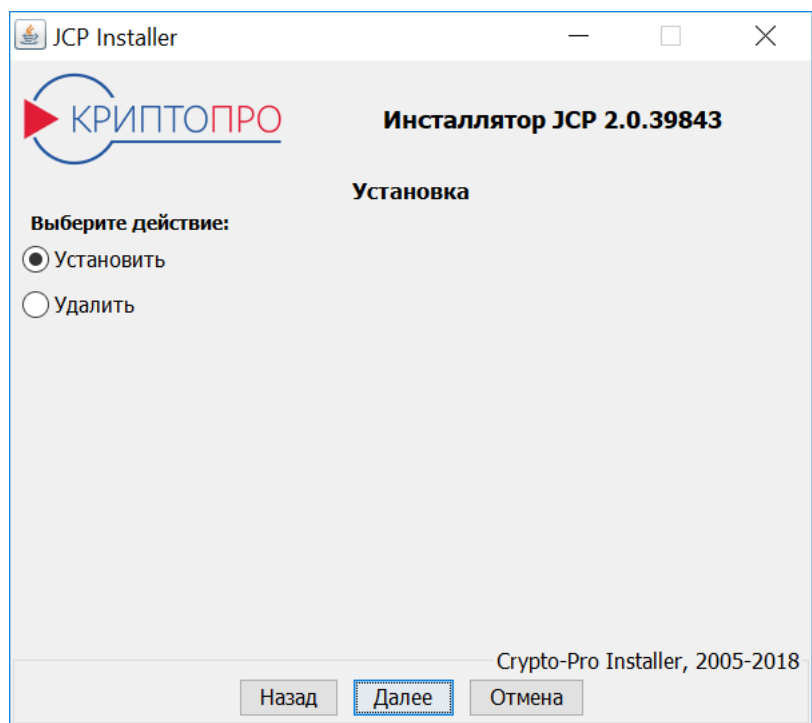 JCP Installer
КРИПТОПРО
Инсталлятор JCP 2.0.39843
Установка
Выберите действие:
Установить
Удалить
Crypto-Pro Installer, 2005-2018
Назад Далее Отмена